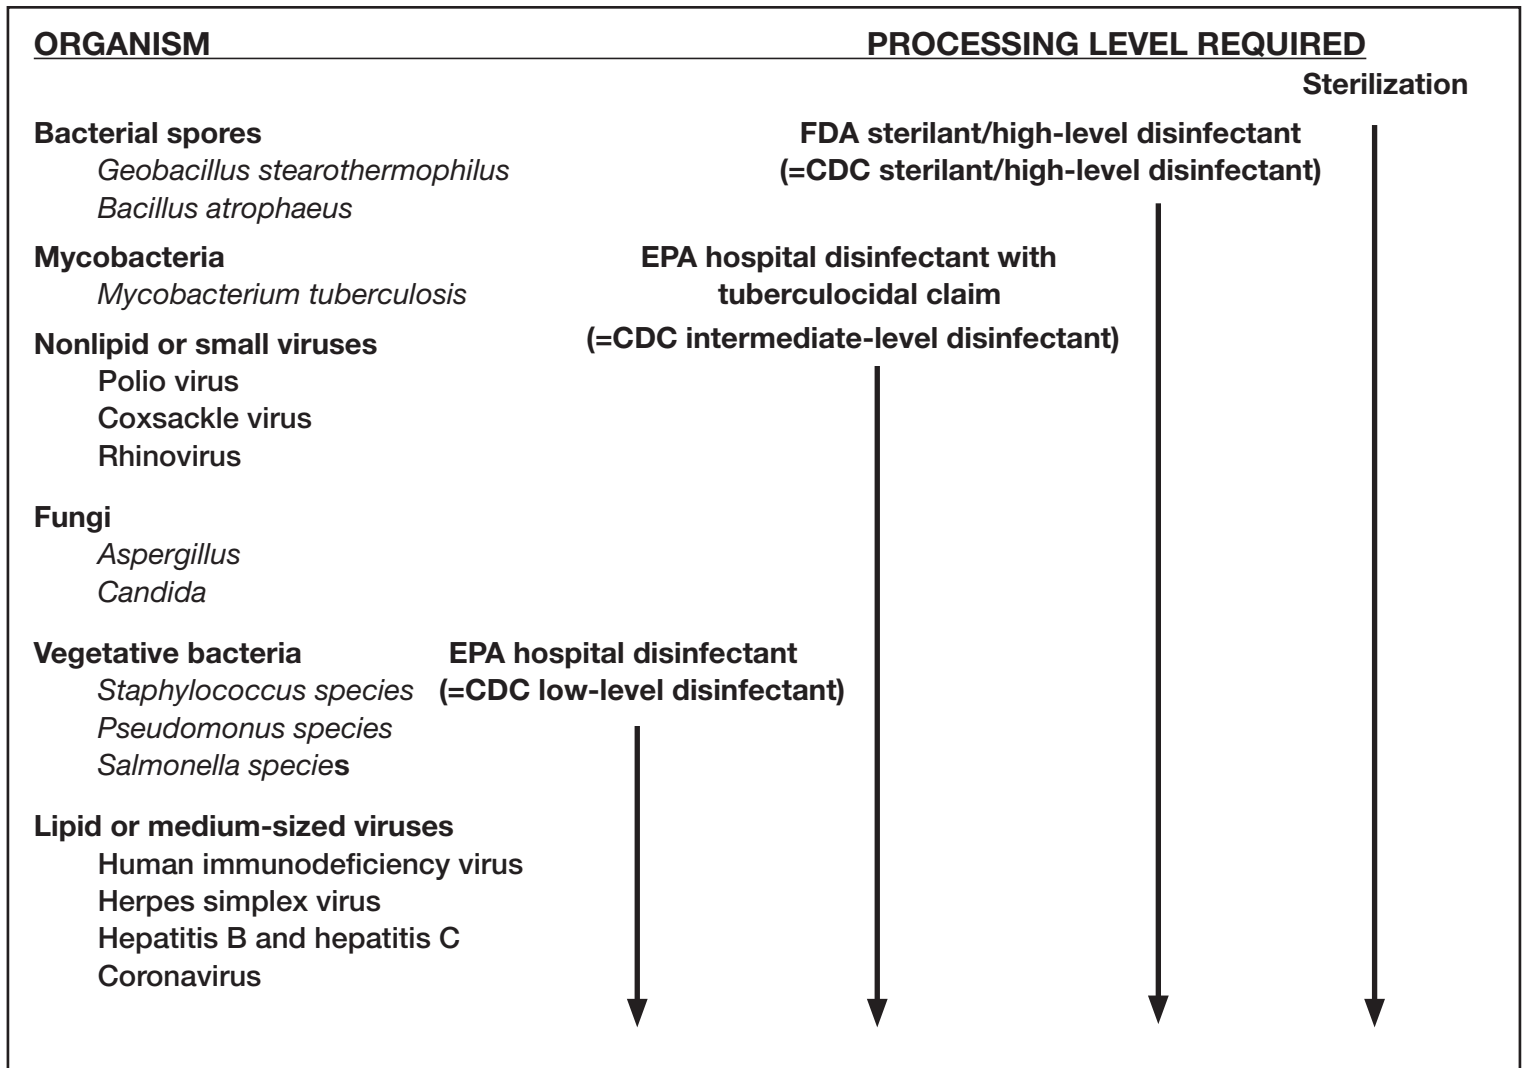 ORGANISM PROCESSING LEVEL REQUIRED
Sterilization
Bacterial spores FDA sterilant/high-level disinfectant
Geobacillus stearothermophilus (=CDC sterilant/high-level disinfectant)
Bacillus atrophaeus
Mycobacteria EPA hospital disinfectant with
Mycobacterium tuberculosis tuberculocidal claim
Nonlipid or small viruses (=CDC intermediate-level disinfectant)
Polio virus
Coxsackle virus
Rhinovirus
Fungi
Aspergillus
Candida
Vegetative bacteria EPA hospital disinfectant
Staphylococcus species (=CDC low-level disinfectant)
Pseudomonus species
Salmonella species
Lipid or medium-sized viruses
Human immunodeficiency virus
Herpes simplex virus
Hepatitis B and hepatitis C
Coronavirus